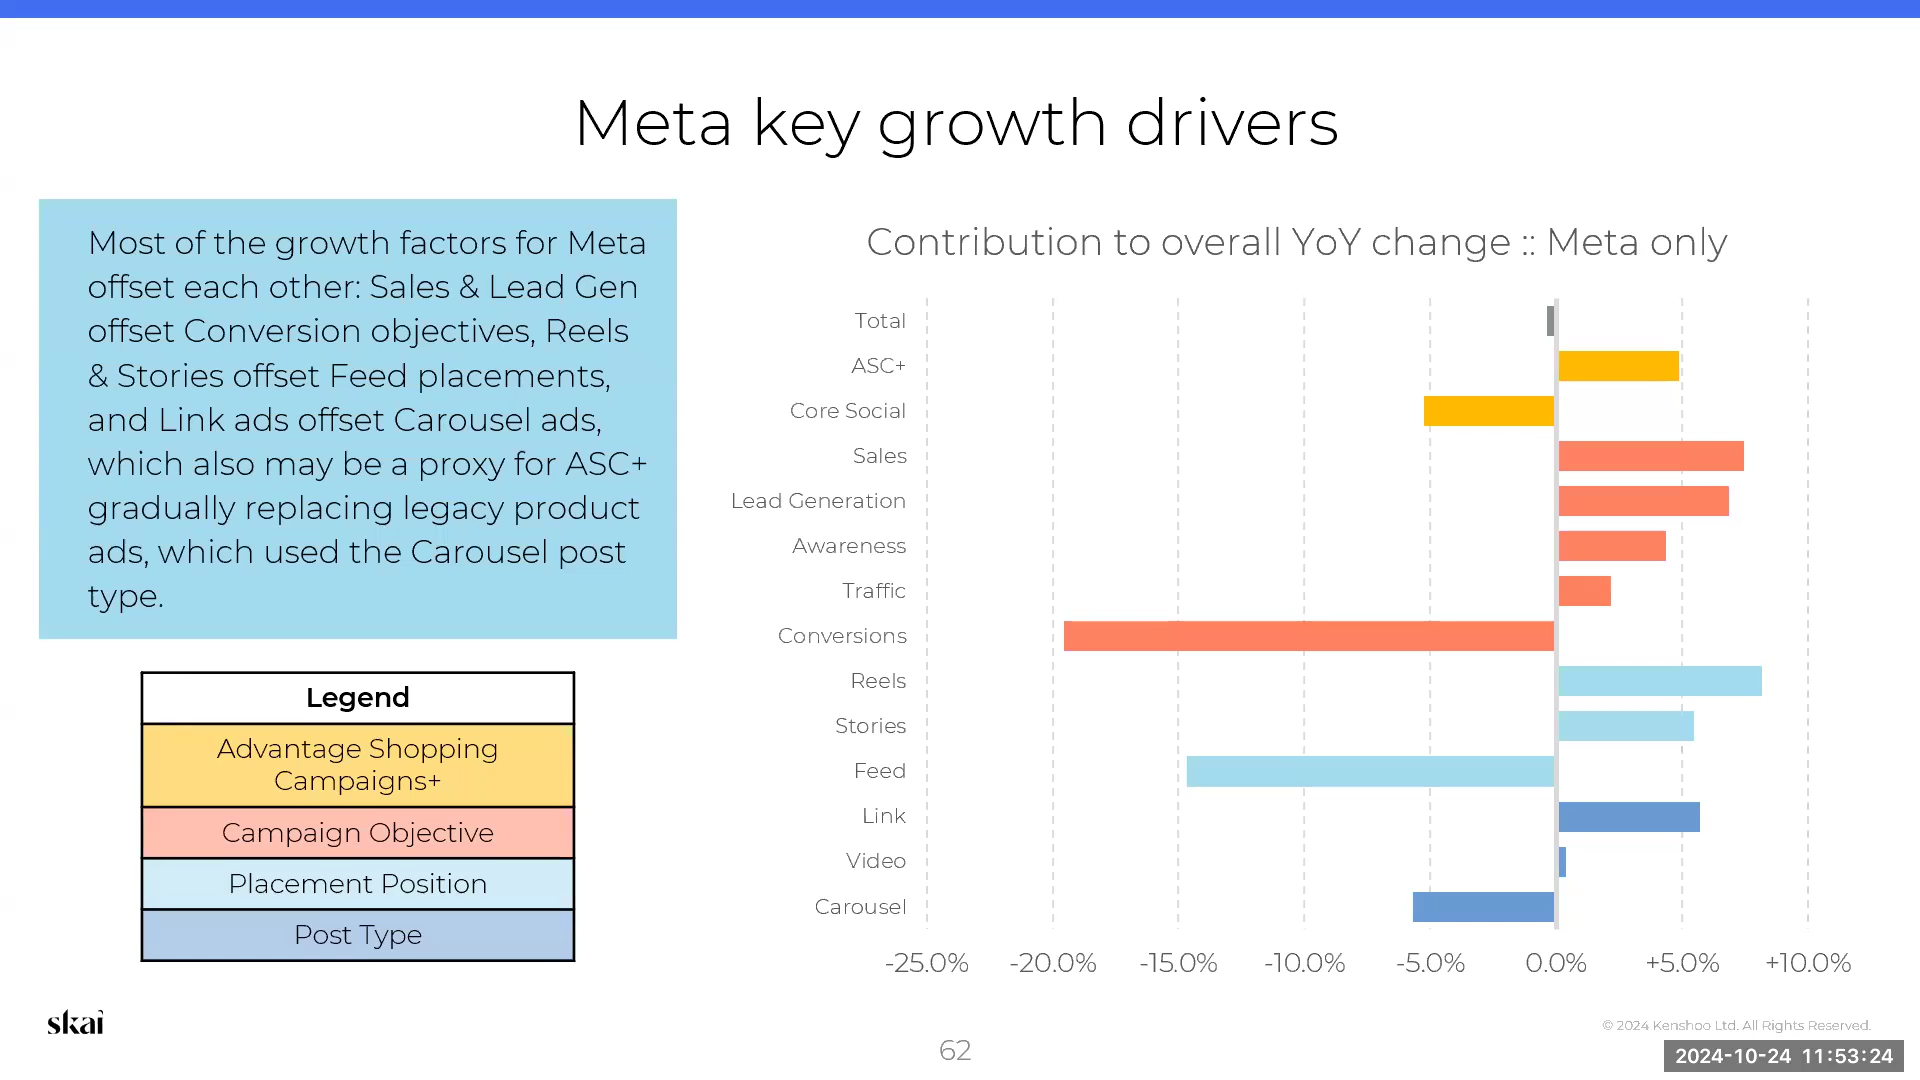 Meta key growth drivers
Most of the growth factors for Meta
offset each other: Sales & Lead Gen
offset Conversion objectives, Reels
& Stories offset Feed placements,
and Link ads offset Carousel ads,
which also may be a proxy for ASC+
gradually replacing legacy product
ads, which used the Carousel post
type.
Legend
Advantage Shopping
Campaigns+
Campaign Objective
Placement Position
Post Type
Contribution to overall YoY change :: Meta only
Total
ASC+
Core Social
Sales
Lead Generation
Awareness
Traffic
Conversions
Reels
Stories
Feed
Link
Video
Carousel
-25.0% -20.0% -15.0% -10.0% -5.0% 0.0% +5.0% +10.0%
skai
62
© 2024 Kenshoo Ltd. All Rights Reserved.
2024-10-24 11:53:24